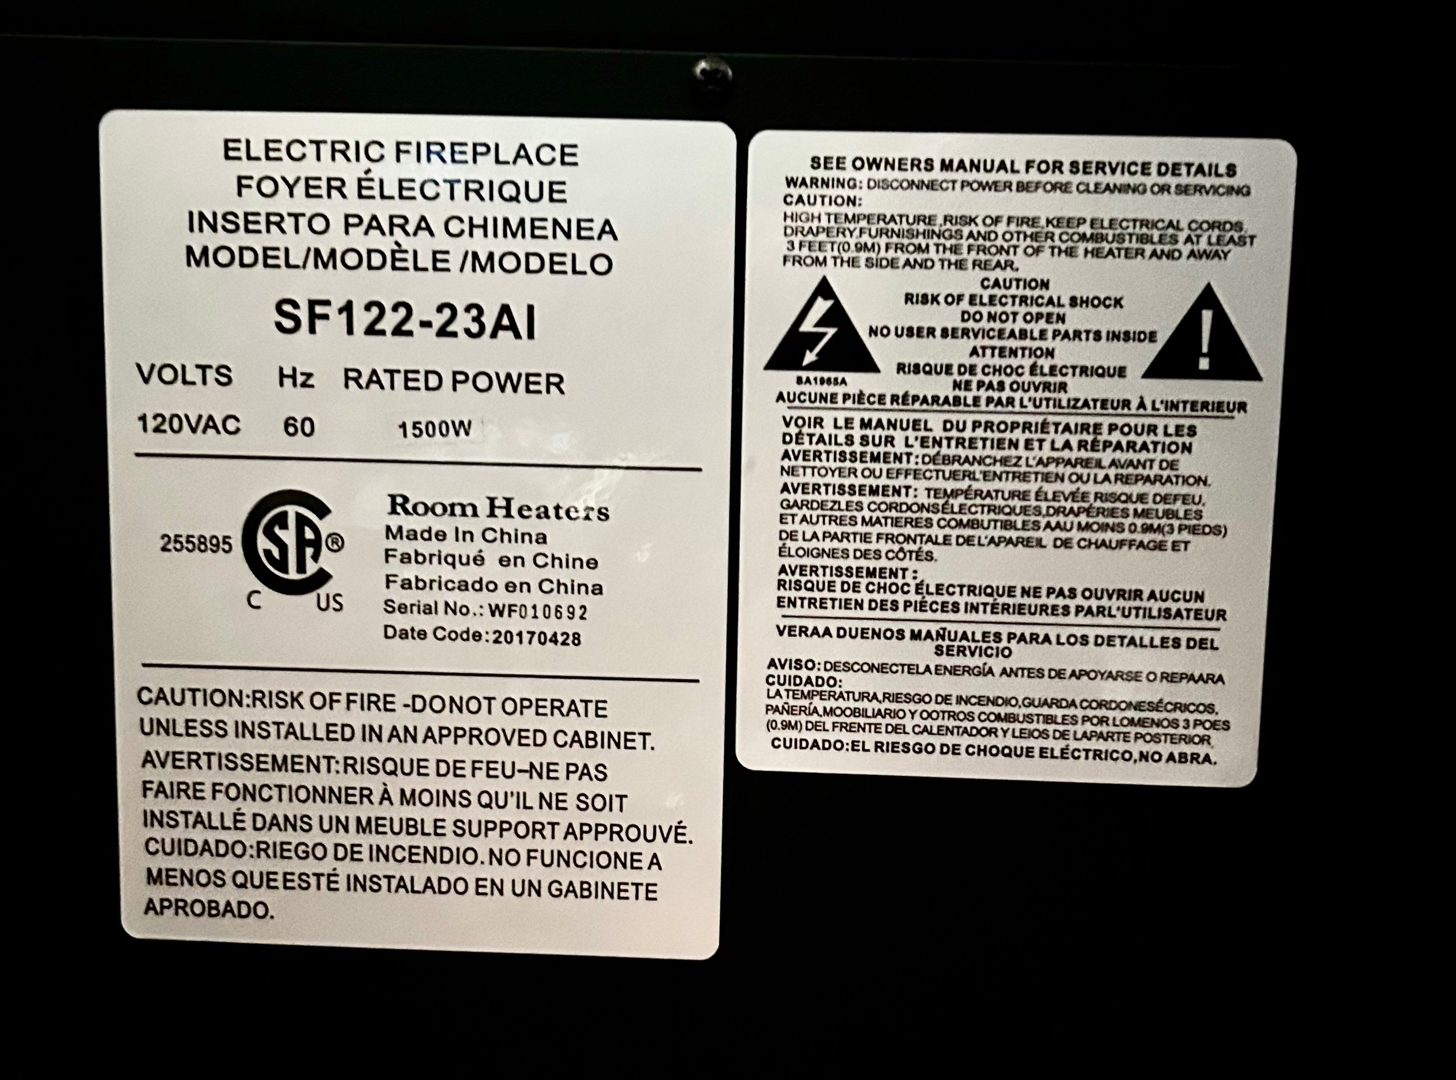 ELECTRIC FIREPLACE
FOYER ÉLECTRIQUE
INSERTO PARA CHIMENEA
MODEL/MODÈLE /MODELO
SF122-23AI
VOLTS Hz RATED POWER
120VAC 60 1500W
255895 CSA® C US
Room Heaters
Made In China
Fabriqué en Chine
Fabricado en China
Serial No.: WF010692
Date Code:20170428
CAUTION:RISK OF FIRE -DONOT OPERATE
UNLESS INSTALLED IN AN APPROVED CABINET.
AVERTISSEMENT:RISQUE DE FEU–NE PAS
FAIRE FONCTIONNER À MOINS QU'IL NE SOIT
INSTALLÉ DANS UN MEUBLE SUPPORT APPROUVÉ.
CUIDADO:RIEGO DE INCENDIO.NO FUNCIONE A
MENOS QUE ESTÉ INSTALADO EN UN GABINETE
APROBADO.
SEE OWNERS MANUAL FOR SERVICE DETAILS
WARNING: DISCONNECT POWER BEFORE CLEANING OR SERVICING
CAUTION:
HIGH TEMPERATURE,RISK OF FIRE,KEEP ELECTRICAL CORDS,
DRAPERY,FURNISHINGS AND OTHER COMBUSTIBLES AT LEAST
3 FEET(0.9M) FROM THE FRONT OF THE HEATER AND AWAY
FROM THE SIDE AND THE REAR.
CAUTION
RISK OF ELECTRICAL SHOCK
DO NOT OPEN
NO USER SERVICEABLE PARTS INSIDE
ATTENTION
RISQUE DE CHOC ÉLECTRIQUE
NE PAS OUVRIR
SA1965A
AUCUNE PIÈCE RÉPARABLE PAR L'UTILIZATEUR À L'INTERIEUR
VOIR LE MANUEL DU PROPRIÉTAIRE POUR LES
DÉTAILS SUR L'ENTRETIEN ET LA RÉPARATION
AVERTISSEMENT:DÉBRANCHEZ L'APPAREIL AVANT DE
NETTOYER OU EFFECTUERL'ENTRETIEN OU LA REPARATION.
AVERTISSEMENT: TEMPÉRATURE ÉLEVÉE RISQUE DEFEU,
GARDEZLES CORDONSÉLECTRIQUES,DRAPÉRIES MEUBLES
ET AUTRES MATIERES COMBUTIBLES AAU MOINS 0.9M(3 PIEDS)
DE LA PARTIE FRONTALE DE L'APAREIL DE CHAUFFAGE ET
ÉLOIGNES DES CÔTÉS.
AVERTISSEMENT:
RISQUE DE CHOC ÉLECTRIQUE NE PAS OUVRIR AUCUN
ENTRETIEN DES PIÉCES INTÉRIEURES PARL'UTILISATEUR
VERAA DUENOS MAÑUALES PARA LOS DETALLES DEL
SERVICIO
AVISO: DESCONECTELA ENERGÍA ANTES DE APOYARSE O REPAARA
CUIDADO:
LA TEMPERATURA,RIESGO DE INCENDIO,GUARDA CORDONESÉCRICOS,
PAÑERÍA,MOOBILIARIO Y OOTROS COMBUSTIBLES POR LOMENOS 3 POES
(0.9M) DEL FRENTE DEL CALENTADOR Y LEIOS DE LAPARTE POSTERIOR,
CUIDADO:EL RIESGO DE CHOQUE ELÉCTRICO,NO ABRA.